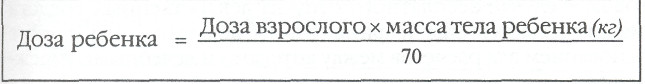 Доза ребенка = Доза взрослого × масса тела ребенка (кг)
70